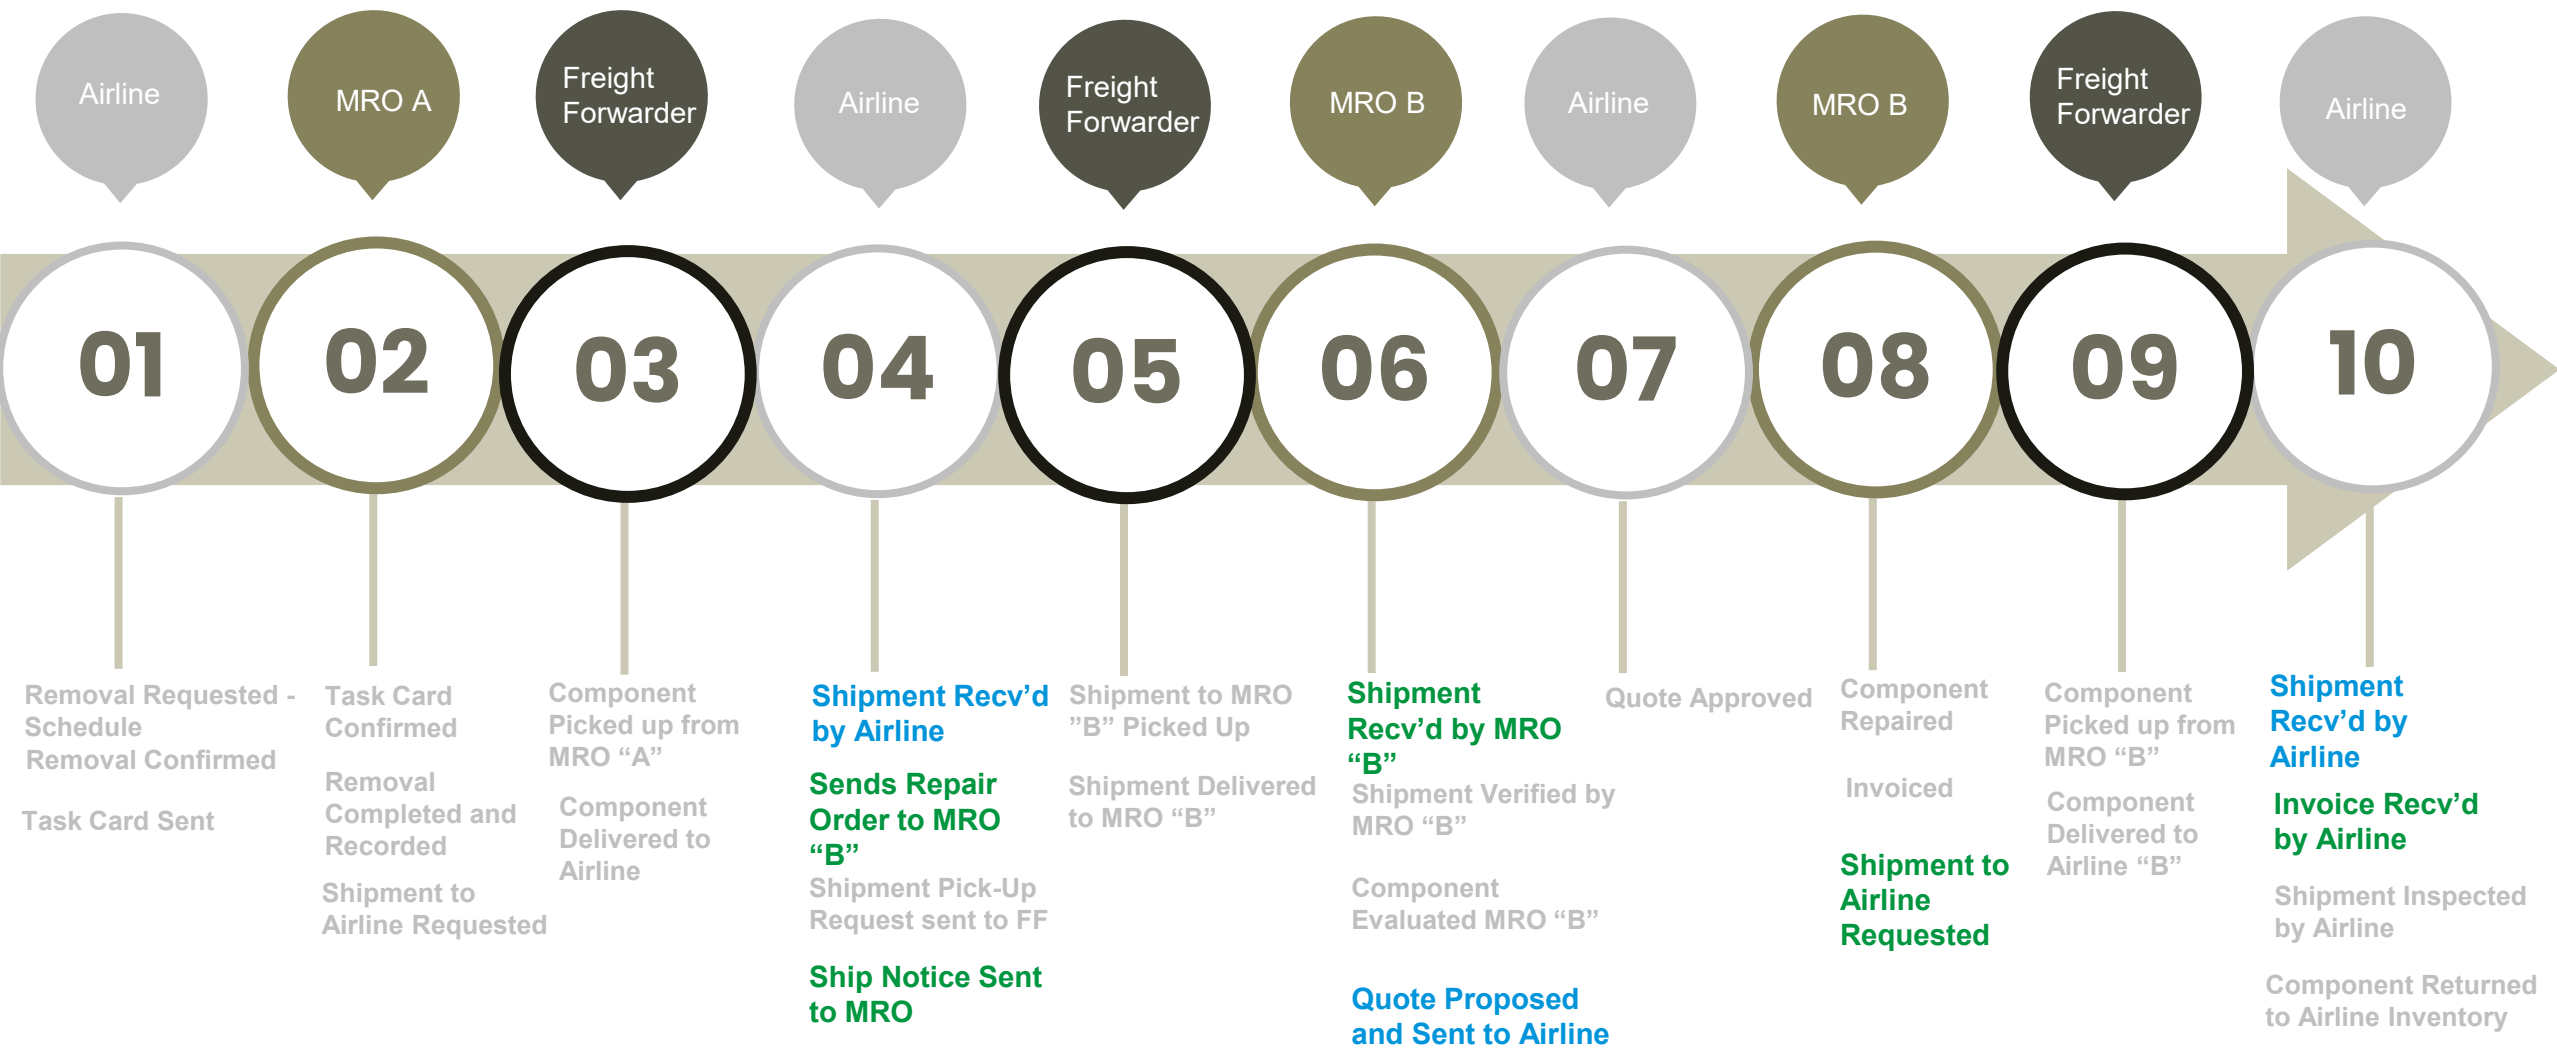 Airline
MRO A
Freight
Forwarder
Airline
Freight
Forwarder
MRO B
Airline
MRO B
Freight
Forwarder
Airline
01
02
03
04
05
06
07
08
09
10
Removal Requested -
Schedule
Removal Confirmed
Task Card Sent
Task Card
Confirmed
Removal
Completed and
Recorded
Shipment to
Airline Requested
Component
Picked up from
MRO “A”
Component
Delivered to
Airline
Shipment Recv’d
by Airline
Sends Repair
Order to MRO
“B”
Shipment Pick-Up
Request sent to FF
Ship Notice Sent
to MRO
Shipment to MRO
”B” Picked Up
Shipment Delivered
to MRO “B”
Shipment
Recv’d by MRO
“B”
Shipment Verified by
MRO “B”
Component
Evaluated MRO “B”
Quote Proposed
and Sent to Airline
Quote Approved
Component
Repaired
Invoiced
Shipment to
Airline
Requested
Component
Picked up from
MRO “B”
Component
Delivered to
Airline “B”
Shipment
Recv’d by
Airline
Invoice Recv’d
by Airline
Shipment Inspected
by Airline
Component Returned
to Airline Inventory